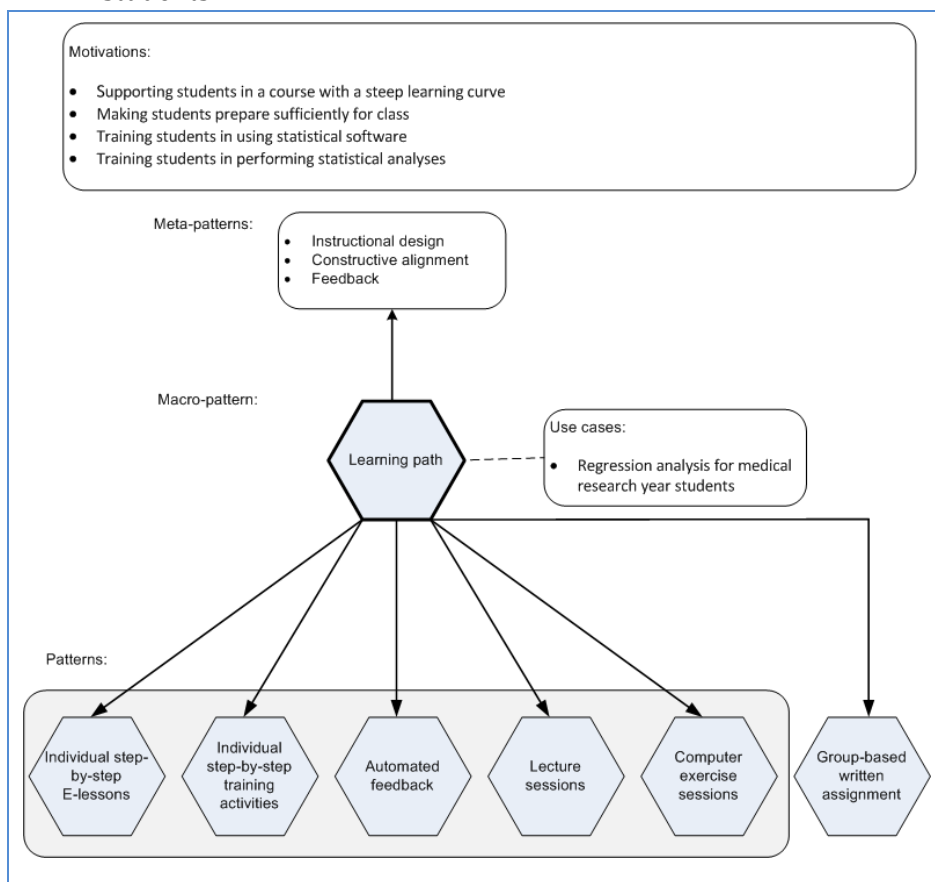 Motivations:
• Supporting students in a course with a steep learning curve
• Making students prepare sufficiently for class
• Training students in using statistical software
• Training students in performing statistical analyses
Meta-patterns:
• Instructional design
• Constructive alignment
• Feedback
Macro-pattern:
Learning path
Use cases:
• Regression analysis for medical
research year students
Patterns:
Individual step-
by-step
E-lessons
Individual
step-by-step
training
activities
Automated
feedback
Lecture
sessions
Computer
exercise
sessions
Group-based
written
assignment